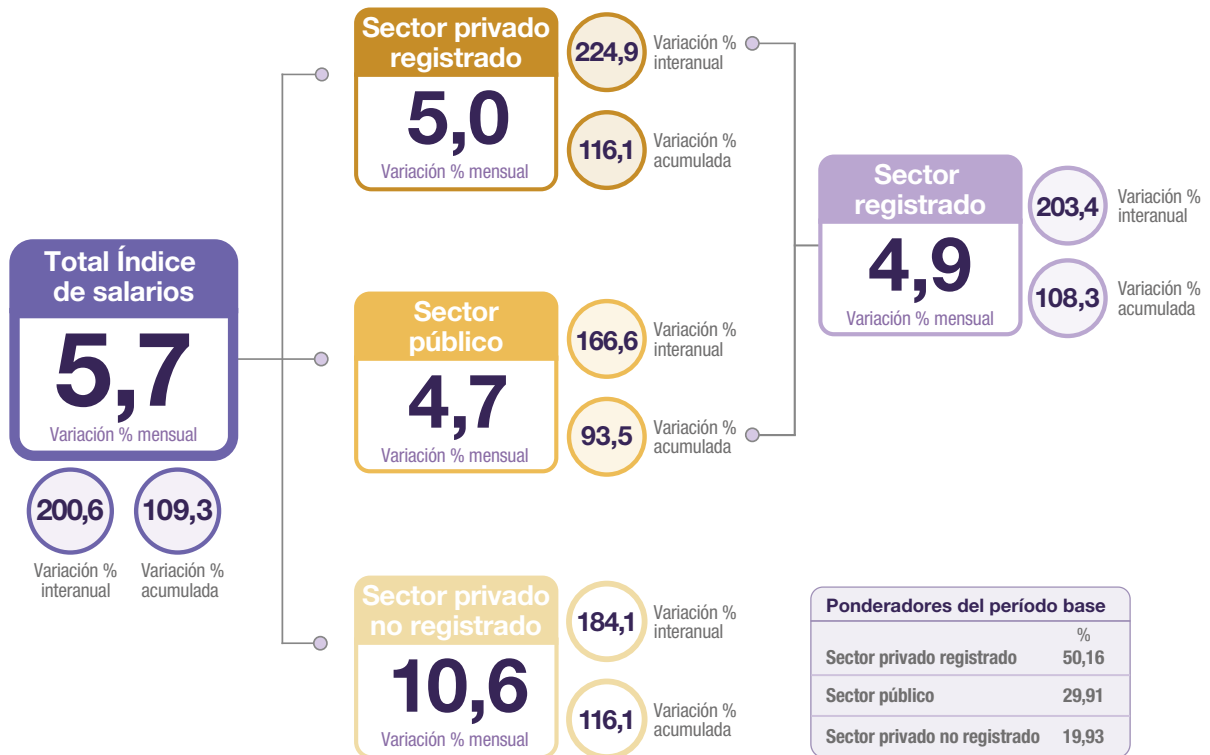 Total Índice
de salarios
5,7
Variación % mensual
200,6
Variación %
interanual
109,3
Variación %
acumulada
Sector privado
registrado
5,0
Variación % mensual
224,9
Variación %
interanual
116,1
Variación %
acumulada
Sector
público
4,7
Variación % mensual
166,6
Variación %
interanual
93,5
Variación %
acumulada
Sector privado
no registrado
10,6
Variación % mensual
184,1
Variación %
interanual
116,1
Variación %
acumulada
Sector
registrado
4,9
Variación % mensual
203,4
Variación %
interanual
108,3
Variación %
acumulada
Ponderadores del período base
%
Sector privado registrado 50,16
Sector público 29,91
Sector privado no registrado 19,93